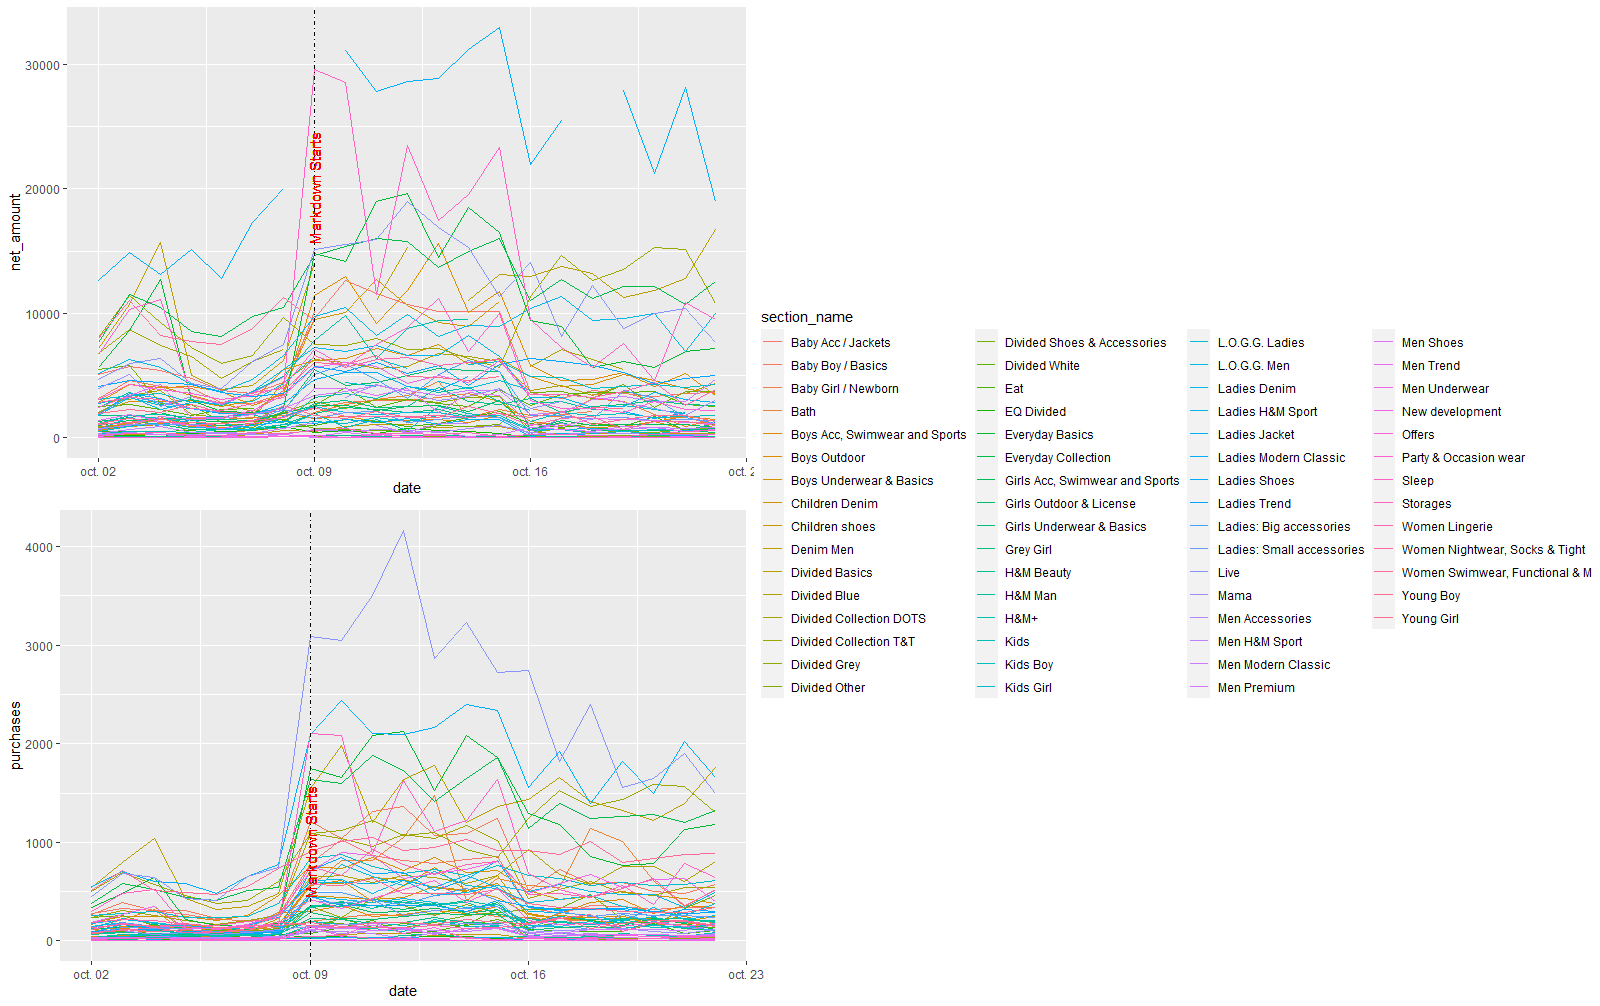 30000
20000
10000
0
net_amount
Markdown Starts
oct. 02
oct. 09
oct. 16
oct. 2
date
4000
3000
2000
1000
0
purchases
Markdown Starts
oct. 02
oct. 09
oct. 16
oct. 23
date
section_name
Baby Acc / Jackets
Baby Boy / Basics
Baby Girl / Newborn
Bath
Boys Acc, Swimwear and Sports
Boys Outdoor
Boys Underwear & Basics
Children Denim
Children shoes
Denim Men
Divided Basics
Divided Blue
Divided Collection DOTS
Divided Collection T&T
Divided Grey
Divided Other
Divided Shoes & Accessories
Divided White
Eat
EQ Divided
Everyday Basics
Everyday Collection
Girls Acc, Swimwear and Sports
Girls Outdoor & License
Girls Underwear & Basics
Grey Girl
H&M Beauty
H&M Man
H&M+
Kids
Kids Boy
Kids Girl
L.O.G.G. Ladies
L.O.G.G. Men
Ladies Denim
Ladies H&M Sport
Ladies Jacket
Ladies Modern Classic
Ladies Shoes
Ladies Trend
Ladies: Big accessories
Ladies: Small accessories
Live
Mama
Men Accessories
Men H&M Sport
Men Modern Classic
Men Premium
Men Shoes
Men Trend
Men Underwear
New development
Offers
Party & Occasion wear
Sleep
Storages
Women Lingerie
Women Nightwear, Socks & Tight
Women Swimwear, Functional & M
Young Boy
Young Girl